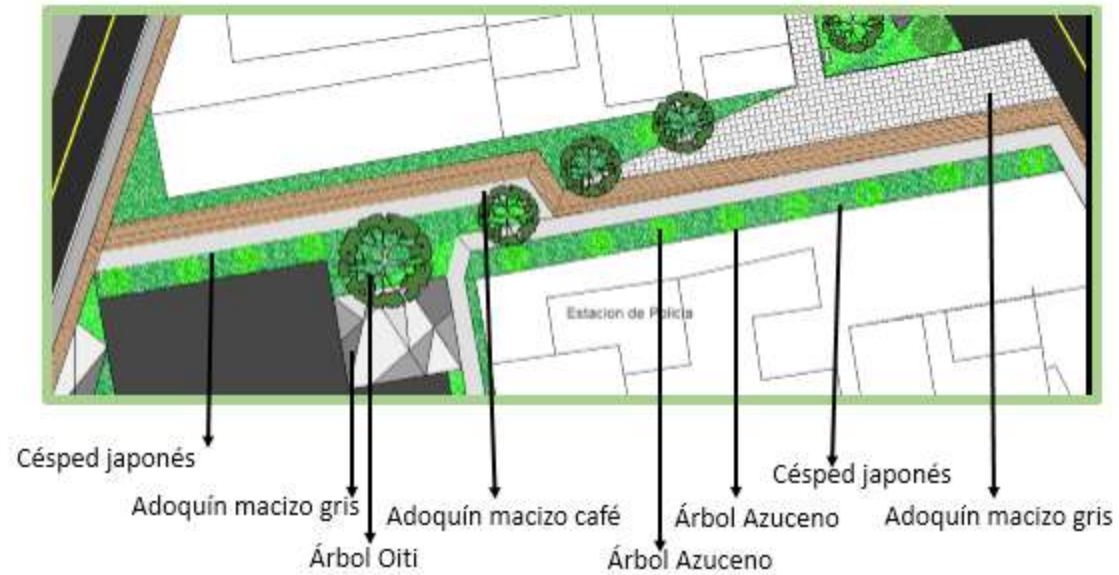 Estacion de Policia
Césped japonés
Césped japonés
Adoquín macizo gris
Adoquín macizo café
Árbol Azuceno
Adoquín macizo gris
Árbol Oiti
Árbol Azuceno